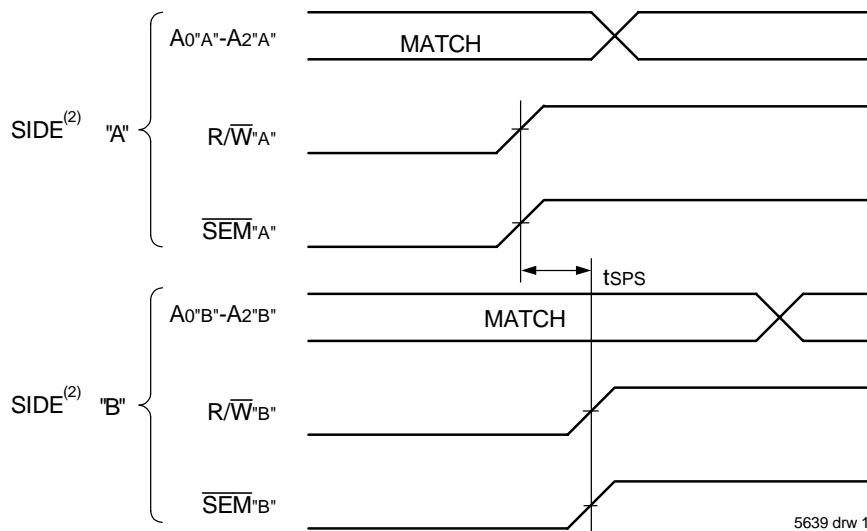 A0"A"-A2"A"
MATCH
SIDE(2) "A"
R/W"A"
SEM"A"
tSPS
A0"B"-A2"B"
MATCH
SIDE(2) "B"
R/W"B"
SEM"B"
5639 drw 1